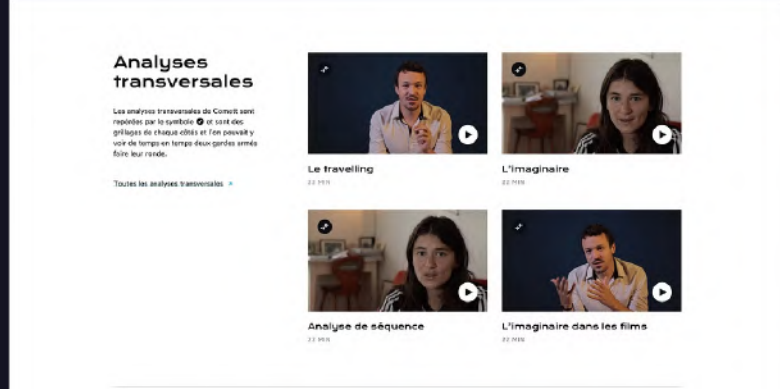 Analyses
transversales
Les analyses transversales de Comett sont
repérées par le symbole et sont des
grillages de chaque côtés et l'on pouvait y
voir de temps en temps deux gardes armés
faire leur ronde.
Toutes les analyses transversales
Le travelling
22 MIN
L'imaginaire
22 MIN
Analyse de séquence
22 MIN
L'imaginaire dans les films
22 MIN